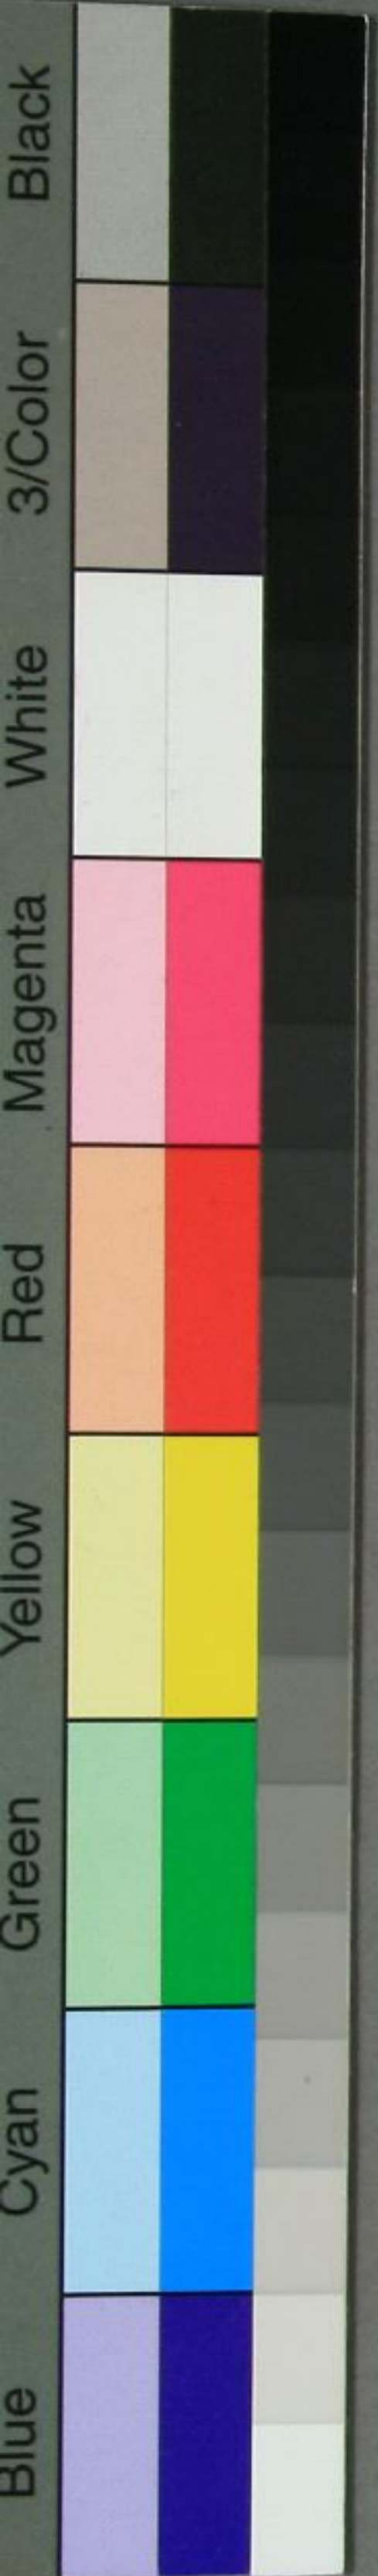 Black
3/Color
White
Magenta
Red
Yellow
Green
Cyan
Blue